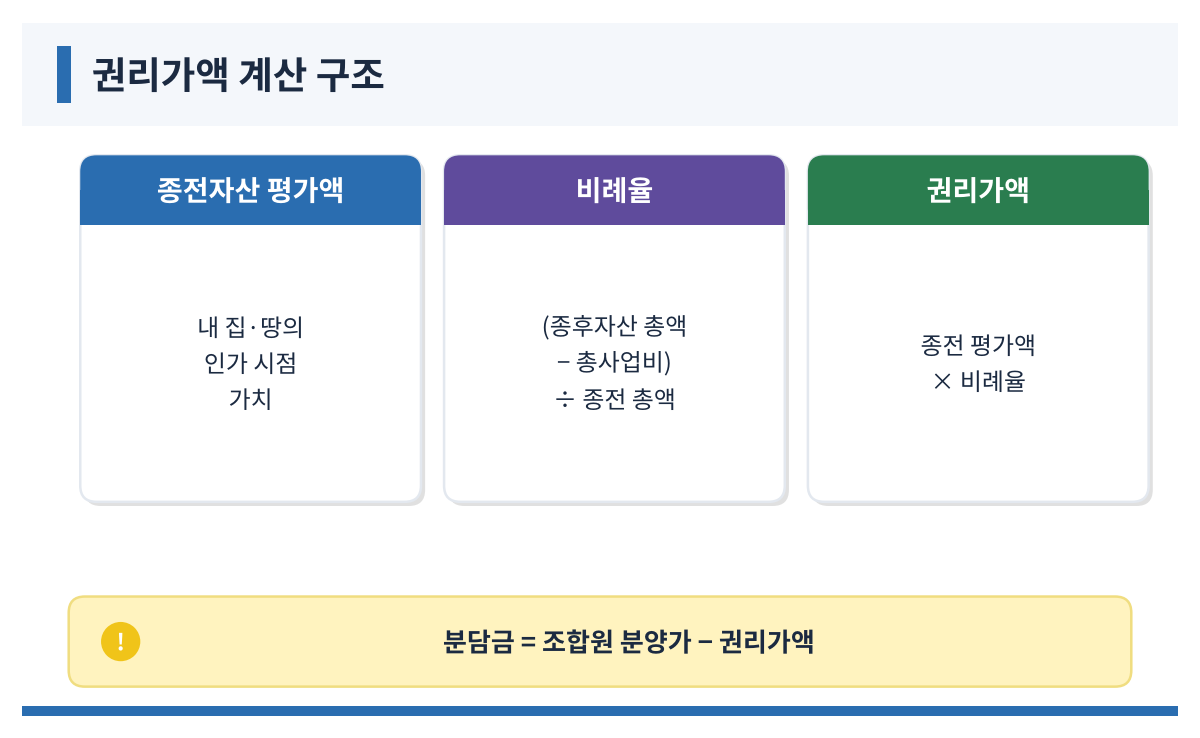 권리가액 계산 구조
종전자산 평가액
내 집·땅의
인가 시점
가치
비례율
(종후자산 총액
− 총사업비)
÷ 종전 총액
권리가액
종전 평가액
× 비례율
!
분담금 = 조합원 분양가 − 권리가액